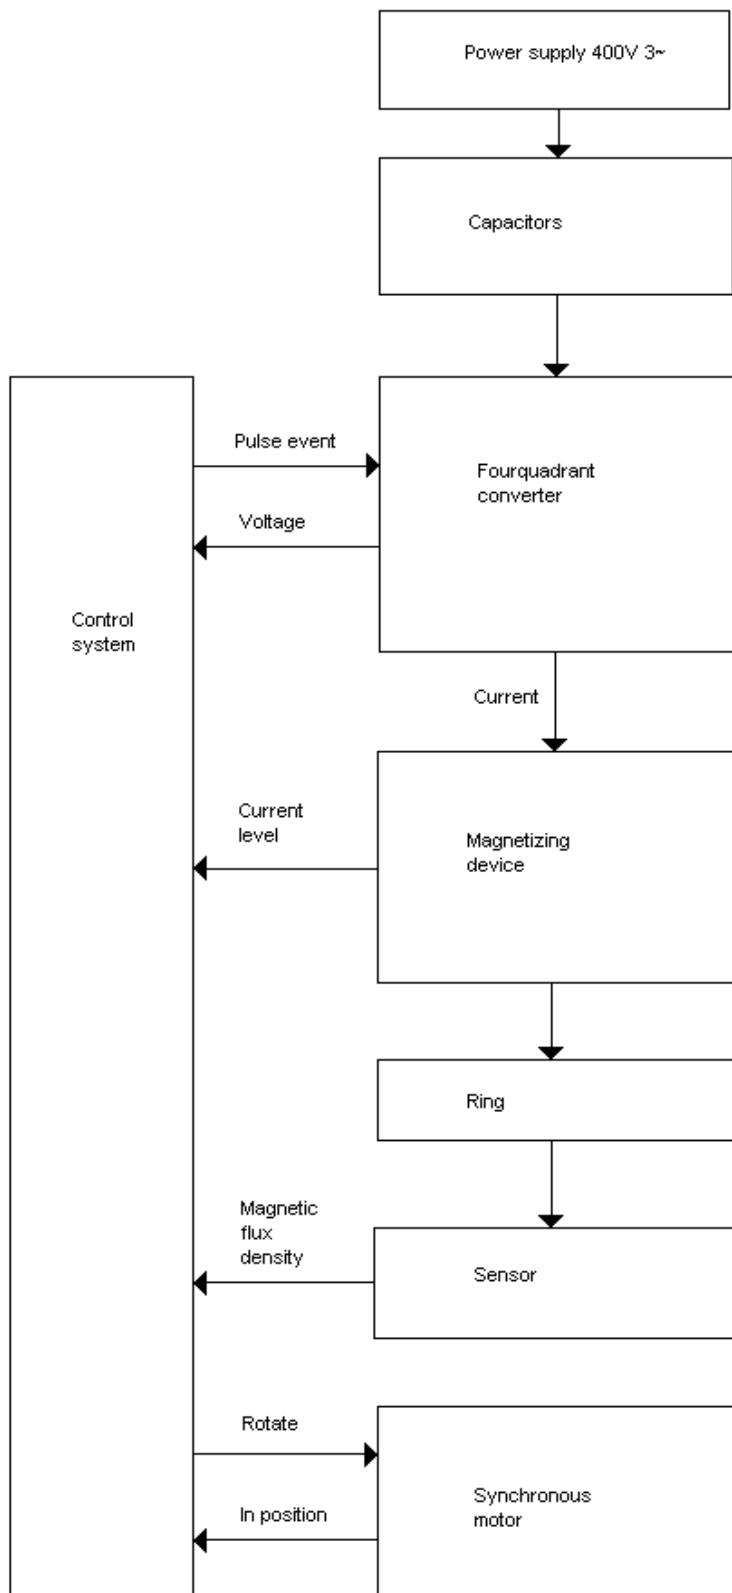 Power supply 400V 3~
Capacitors
Pulse event
Fourquadrant
converter
Voltage
Control
system
Current
Current
level
Magnetizing
device
Ring
Magnetic
flux
density
Sensor
Rotate
Synchronous
motor
In position